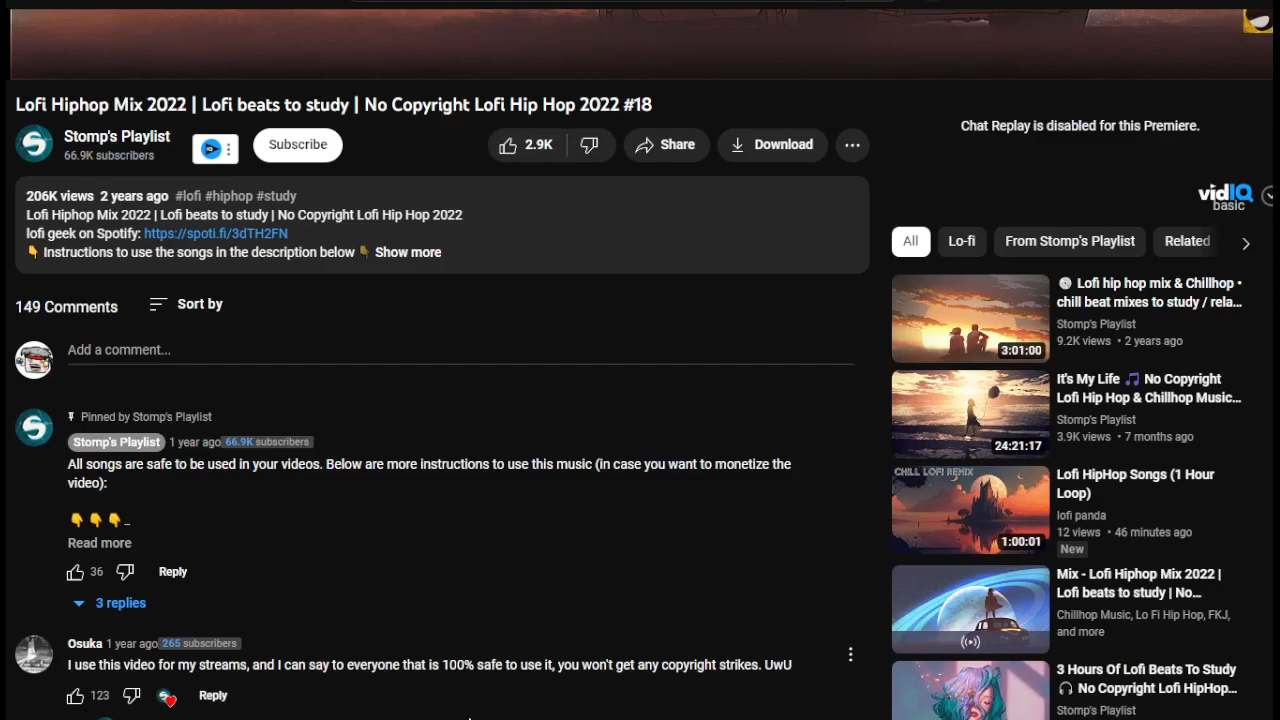 Lofi Hiphop Mix 2022 | Lofi beats to study | No Copyright Lofi Hip Hop 2022 #18
Stomp's Playlist
66.9K subscribers
Subscribe
2.9K
Share
Download
206K views 2 years ago #lofi #hiphop #study
Lofi Hiphop Mix 2022 | Lofi beats to study | No Copyright Lofi Hip Hop 2022
lofi geek on Spotify: https://spoti.fi/3dTH2FN
👇 Instructions to use the songs in the description below 👇 Show more
149 Comments
Sort by
Add a comment...
Pinned by Stomp's Playlist
Stomp's Playlist 1 year ago 66.9K subscribers
All songs are safe to be used in your videos. Below are more instructions to use this music (in case you want to monetize the
video):
👇👇👇...
Read more
36
Reply
3 replies
Osuka 1 year ago 265 subscribers
I use this video for my streams, and I can say to everyone that is 100% safe to use it, you won't get any copyright strikes. UwU
123
Reply
Chat Replay is disabled for this Premiere.
vidIQ
basic
All
Lo-fi
From Stomp's Playlist
Related
3:01:00
Lofi hip hop mix & Chillhop •
chill beat mixes to study / rela...
Stomp's Playlist
9.2K views • 2 years ago
24:21:17
It's My Life 🎵 No Copyright
Lofi Hip Hop & Chillhop Music...
Stomp's Playlist
3.9K views • 7 months ago
CHILL LOFI REMIX
1:00:01
Lofi HipHop Songs (1 Hour
Loop)
lofi panda
12 views • 46 minutes ago
New
Mix - Lofi Hiphop Mix 2022 |
Lofi beats to study | No...
Chillhop Music, Lo Fi Hip Hop, FKJ,
and more
3 Hours Of Lofi Beats To Study
🎧 No Copyright Lofi HipHop...
Stomp's Playlist